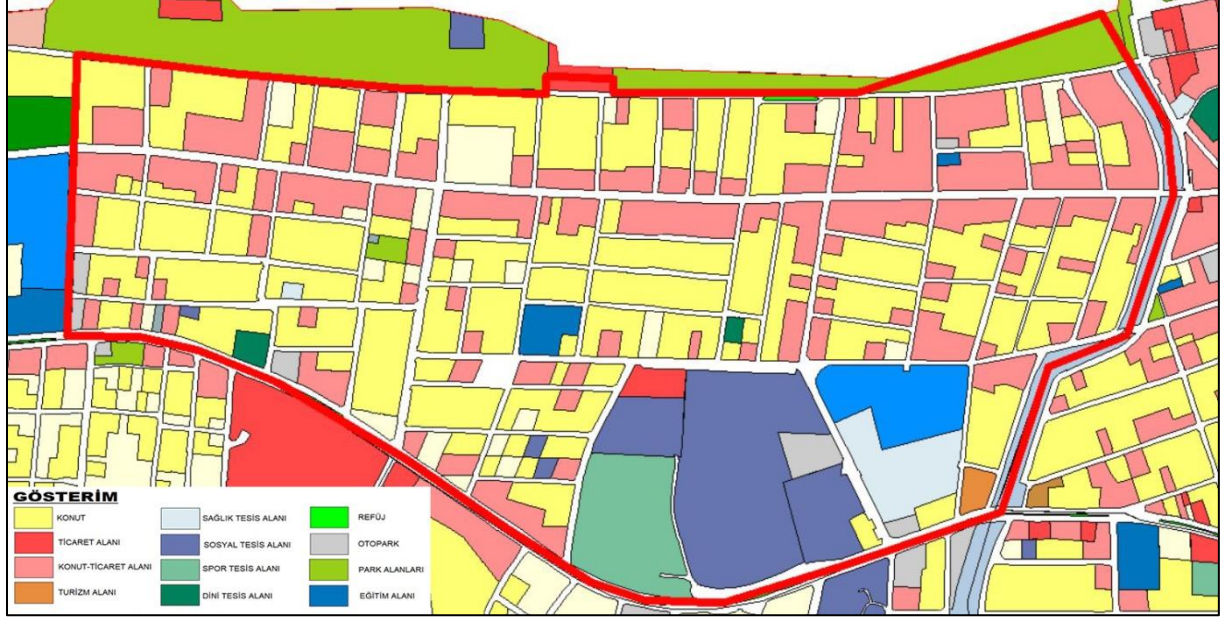 GÖSTERİM
KONUT
TİCARET ALANI
KONUT-TİCARET ALANI
TURİZM ALANI
SAĞLIK TESİS ALANI
SOSYAL TESİS ALANI
SPOR TESİS ALANI
DİNİ TESİS ALANI
REFÜJ
OTOPARK
PARK ALANLARI
EĞİTİM ALANI